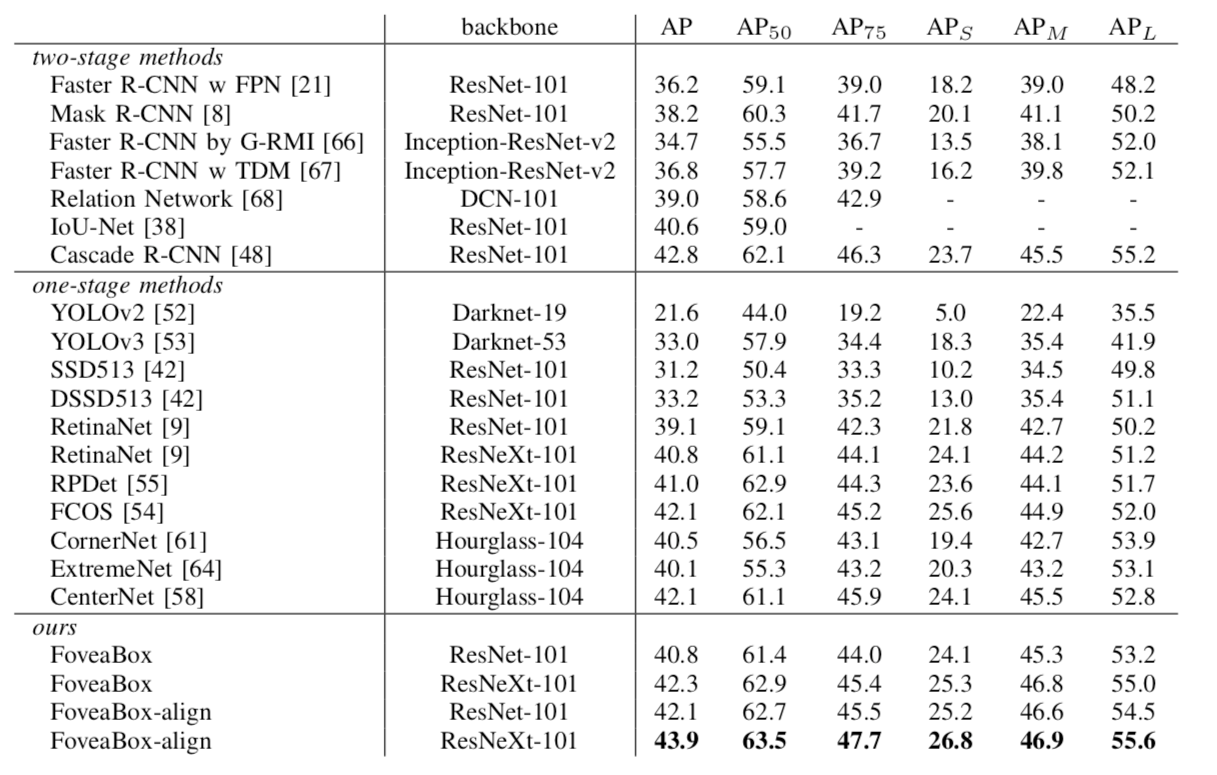 backbone AP AP50 AP75 APS APM APL
two-stage methods
Faster R-CNN w FPN [21] ResNet-101 36.2 59.1 39.0 18.2 39.0 48.2
Mask R-CNN [8] ResNet-101 38.2 60.3 41.7 20.1 41.1 50.2
Faster R-CNN by G-RMI [66] Inception-ResNet-v2 34.7 55.5 36.7 13.5 38.1 52.0
Faster R-CNN w TDM [67] Inception-ResNet-v2 36.8 57.7 39.2 16.2 39.8 52.1
Relation Network [68] DCN-101 39.0 58.6 42.9 - - -
IoU-Net [38] ResNet-101 40.6 59.0 - - - -
Cascade R-CNN [48] ResNet-101 42.8 62.1 46.3 23.7 45.5 55.2
one-stage methods
YOLOv2 [52] Darknet-19 21.6 44.0 19.2 5.0 22.4 35.5
YOLOv3 [53] Darknet-53 33.0 57.9 34.4 18.3 35.4 41.9
SSD513 [42] ResNet-101 31.2 50.4 33.3 10.2 34.5 49.8
DSSD513 [42] ResNet-101 33.2 53.3 35.2 13.0 35.4 51.1
RetinaNet [9] ResNet-101 39.1 59.1 42.3 21.8 42.7 50.2
RetinaNet [9] ResNeXt-101 40.8 61.1 44.1 24.1 44.2 51.2
RPDet [55] ResNeXt-101 41.0 62.9 44.3 23.6 44.1 51.7
FCOS [54] ResNeXt-101 42.1 62.1 45.2 25.6 44.9 52.0
CornerNet [61] Hourglass-104 40.5 56.5 43.1 19.4 42.7 53.9
ExtremeNet [64] Hourglass-104 40.1 55.3 43.2 20.3 43.2 53.1
CenterNet [58] Hourglass-104 42.1 61.1 45.9 24.1 45.5 52.8
ours
FoveaBox ResNet-101 40.8 61.4 44.0 24.1 45.3 53.2
FoveaBox ResNeXt-101 42.3 62.9 45.4 25.3 46.8 55.0
FoveaBox-align ResNet-101 42.1 62.7 45.5 25.2 46.6 54.5
FoveaBox-align ResNeXt-101 43.9 63.5 47.7 26.8 46.9 55.6